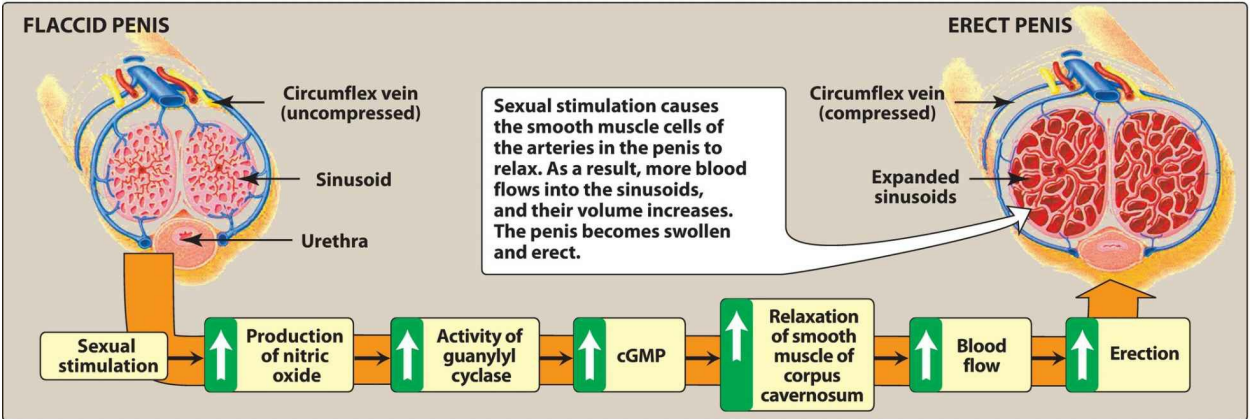 FLACCID PENIS
Circumflex vein
(uncompressed)
Sinusoid
Urethra
Sexual stimulation causes
the smooth muscle cells of
the arteries in the penis to
relax. As a result, more blood
flows into the sinusoids,
and their volume increases.
The penis becomes swollen
and erect.
ERECT PENIS
Circumflex vein
(compressed)
Expanded
sinusoids
Sexual
stimulation
Production
of nitric
oxide
Activity of
guanylyl
cyclase
cGMP
Relaxation
of smooth
muscle of
corpus
cavernosum
Blood
flow
Erection